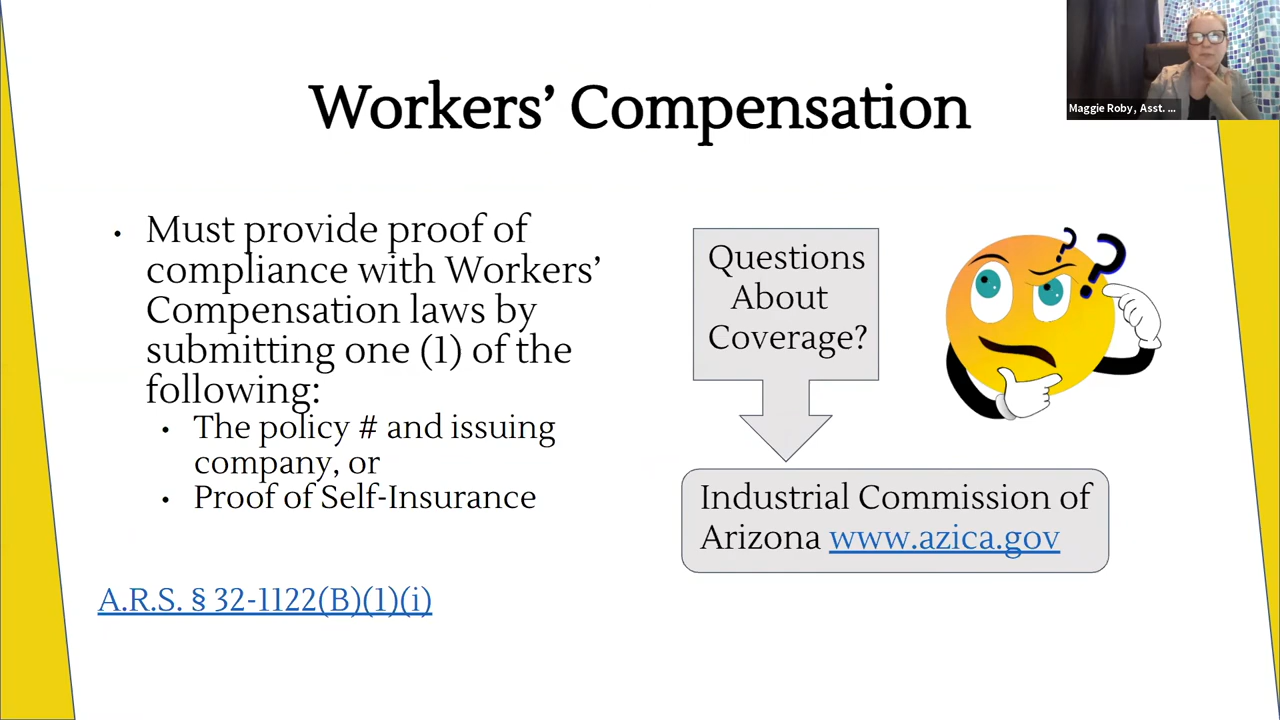 Workers’ Compensation
Maggie Roby, Asst. ...
• Must provide proof of
compliance with Workers’
Compensation laws by
submitting one (1) of the
following:
• The policy # and issuing
company, or
• Proof of Self-Insurance
A.R.S. § 32-1122(B)(1)(i)
Questions
About
Coverage?
? ?
Industrial Commission of
Arizona www.azica.gov